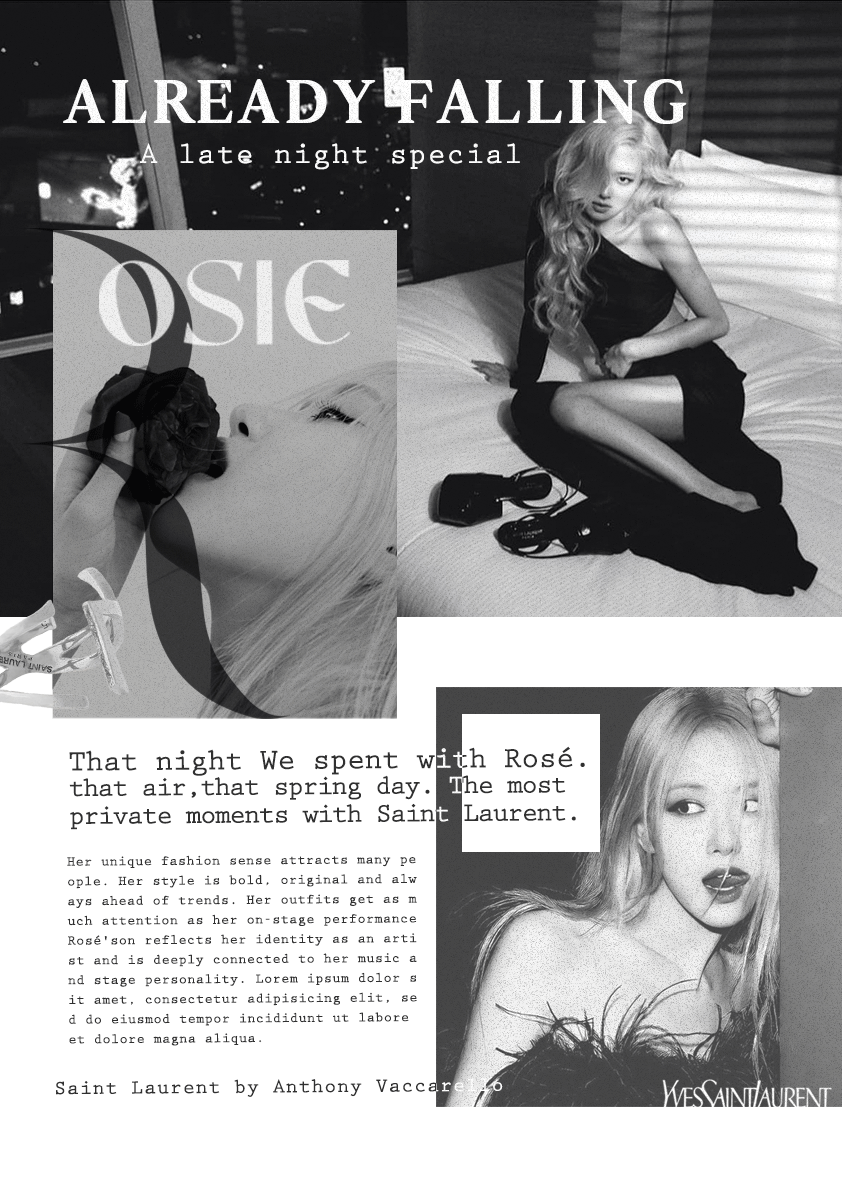 ALREADY FALLING
A late night special
ROSIE
SAINT LAURENT
PARIS
That night We spent with Rosé.
that air,that spring day. The most
private moments with Saint Laurent.
Her unique fashion sense attracts many pe
ople. Her style is bold, original and alw
ays ahead of trends. Her outfits get as m
uch attention as her on-stage performance
Rosé'son reflects her identity as an arti
st and is deeply connected to her music a
nd stage personality. Lorem ipsum dolor s
it amet, consectetur adipisicing elit, se
d do eiusmod tempor incididunt ut labore
et dolore magna aliqua.
Saint Laurent by Anthony Vaccarello
YVESSAINTLAURENT